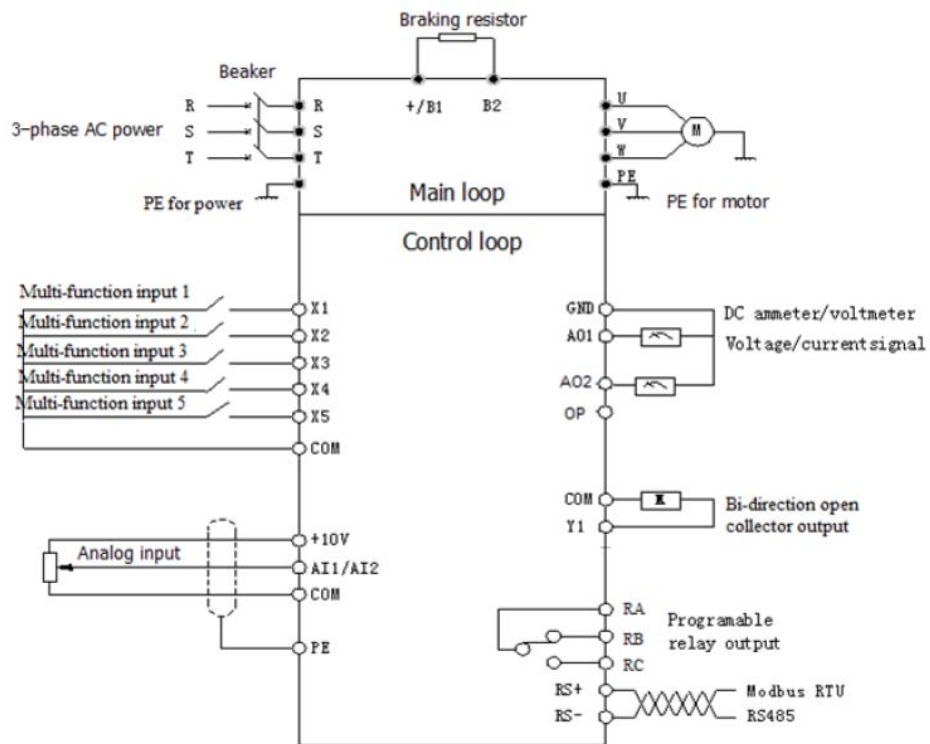 Braking resistor
Beaker
+/B1
B2
3-phase AC power
R
S
T
R
S
T
U
V
W
M
PE
PE for power
Main loop
PE for motor
Control loop
Multi-function input 1
Multi-function input 2
Multi-function input 3
Multi-function input 4
Multi-function input 5
X1
X2
X3
X4
X5
COM
GND
AO1
AO2
OP
DC ammeter/voltmeter
Voltage/currentsignal
COM
Y1
Bi-direction open
collector output
Analog input
+10V
AI1/AI2
COM
PE
RA
RB
RC
Programable
relay output
RS+
RS-
Modbus RTU
RS485